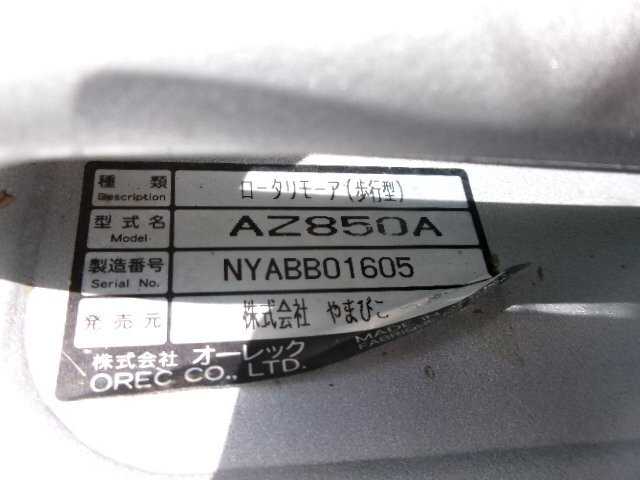 種類 ロータリモーア(歩行型)
Description
型式名 AZ850A
Model
製造番号 NYABB01605
Serial No.
発売元 株式会社 やまびこ
株式会社 オーレック
OREC CO., LTD.
MADE IN